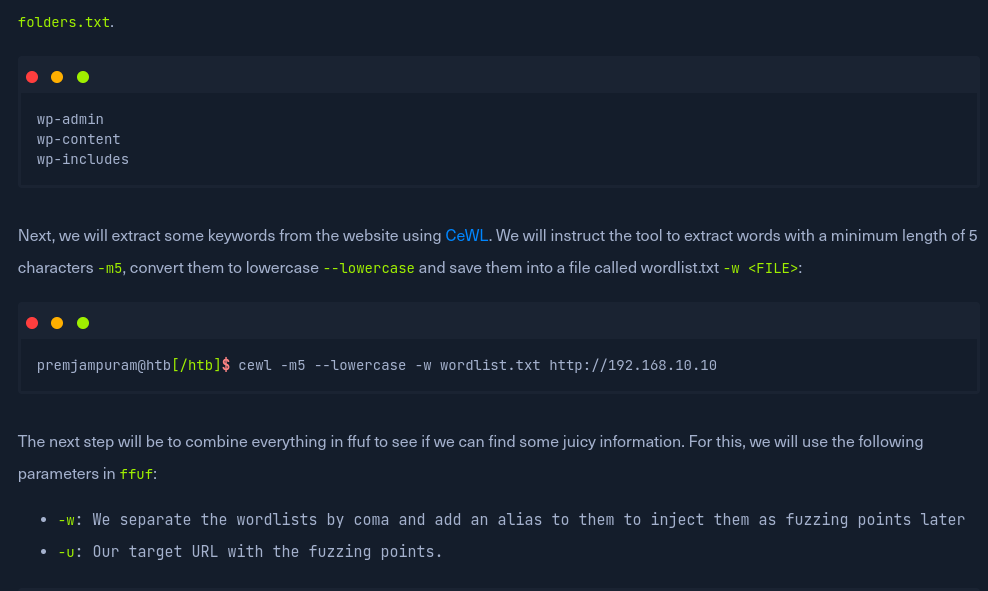 folders.txt.
wp-admin
wp-content
wp-includes
Next, we will extract some keywords from the website using CeWL. We will instruct the tool to extract words with a minimum length of 5
characters -m5, convert them to lowercase --lowercase and save them into a file called wordlist.txt -w <FILE>:
premjampuram@htb[/htb]$ cewl -m5 --lowercase -w wordlist.txt http://192.168.10.10
The next step will be to combine everything in ffuf to see if we can find some juicy information. For this, we will use the following
parameters in ffuf:
• -w: We separate the wordlists by coma and add an alias to them to inject them as fuzzing points later
• -u: Our target URL with the fuzzing points.